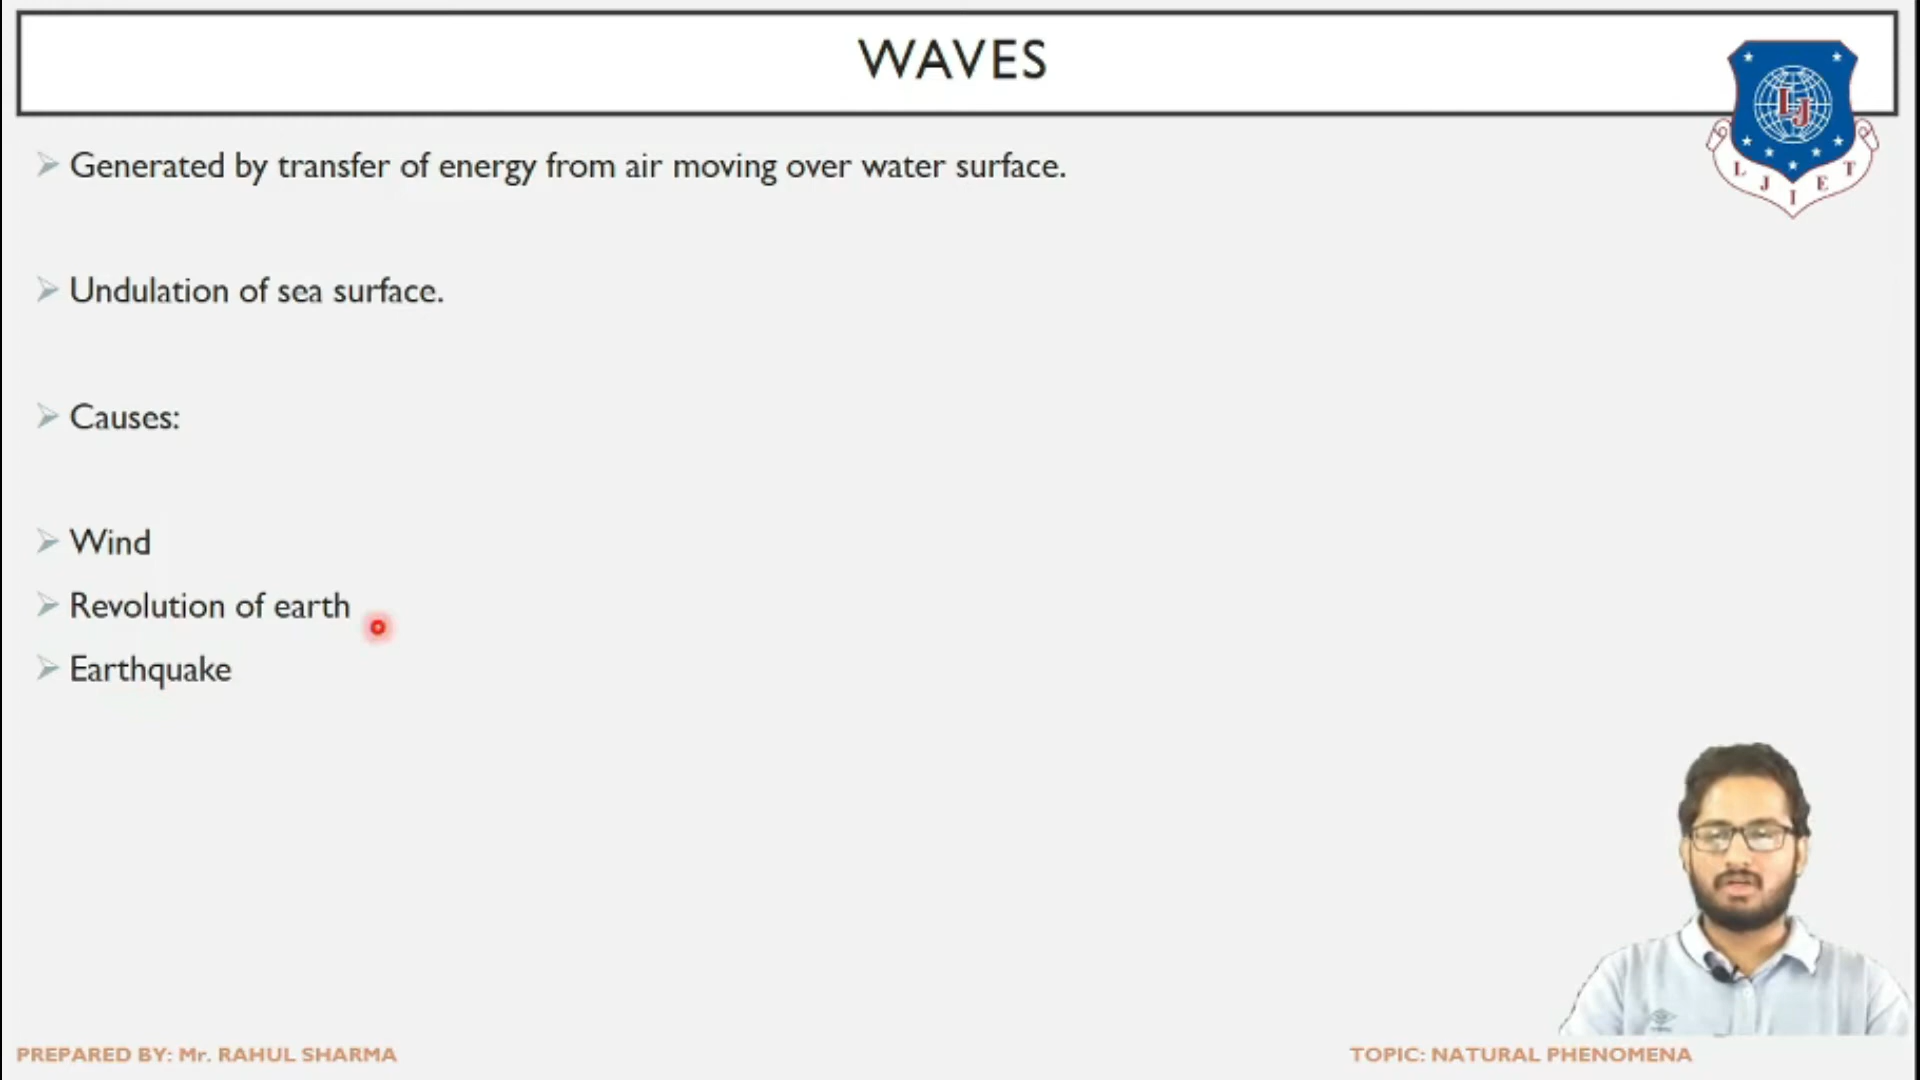 WAVES
Generated by transfer of energy from air moving over water surface.
Undulation of sea surface.
Causes:
Wind
Revolution of earth
Earthquake
LJ
L J I E T
PREPARED BY: Mr. RAHUL SHARMA
TOPIC: NATURAL PHENOMENA